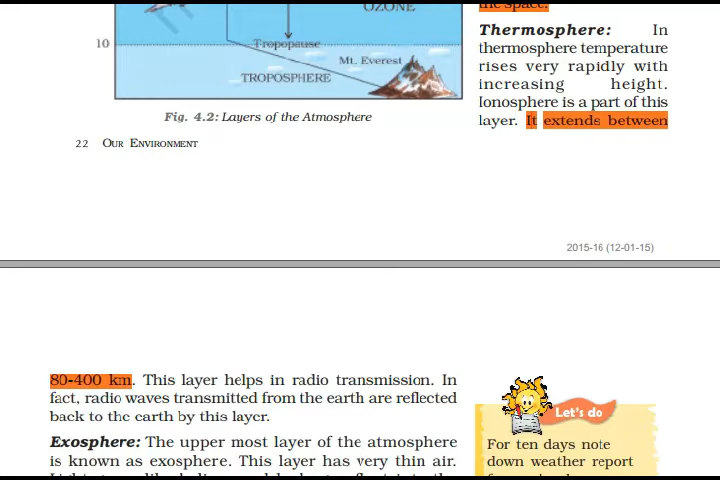 OZONE
10
Tropopause
Mt. Everest
TROPOSPHERE
Fig. 4.2: Layers of the Atmosphere
22 OUR ENVIRONMENT
the space.
Thermosphere: In
thermosphere temperature
rises very rapidly with
increasing height.
Ionosphere is a part of this
layer. It extends between
2015-16 (12-01-15)
80-400 km. This layer helps in radio transmission. In
fact, radio waves transmitted from the earth are reflected
back to the earth by this layer.
Exosphere: The upper most layer of the atmosphere
is known as exosphere. This layer has very thin air.
Let's do
For ten days note
down weather report